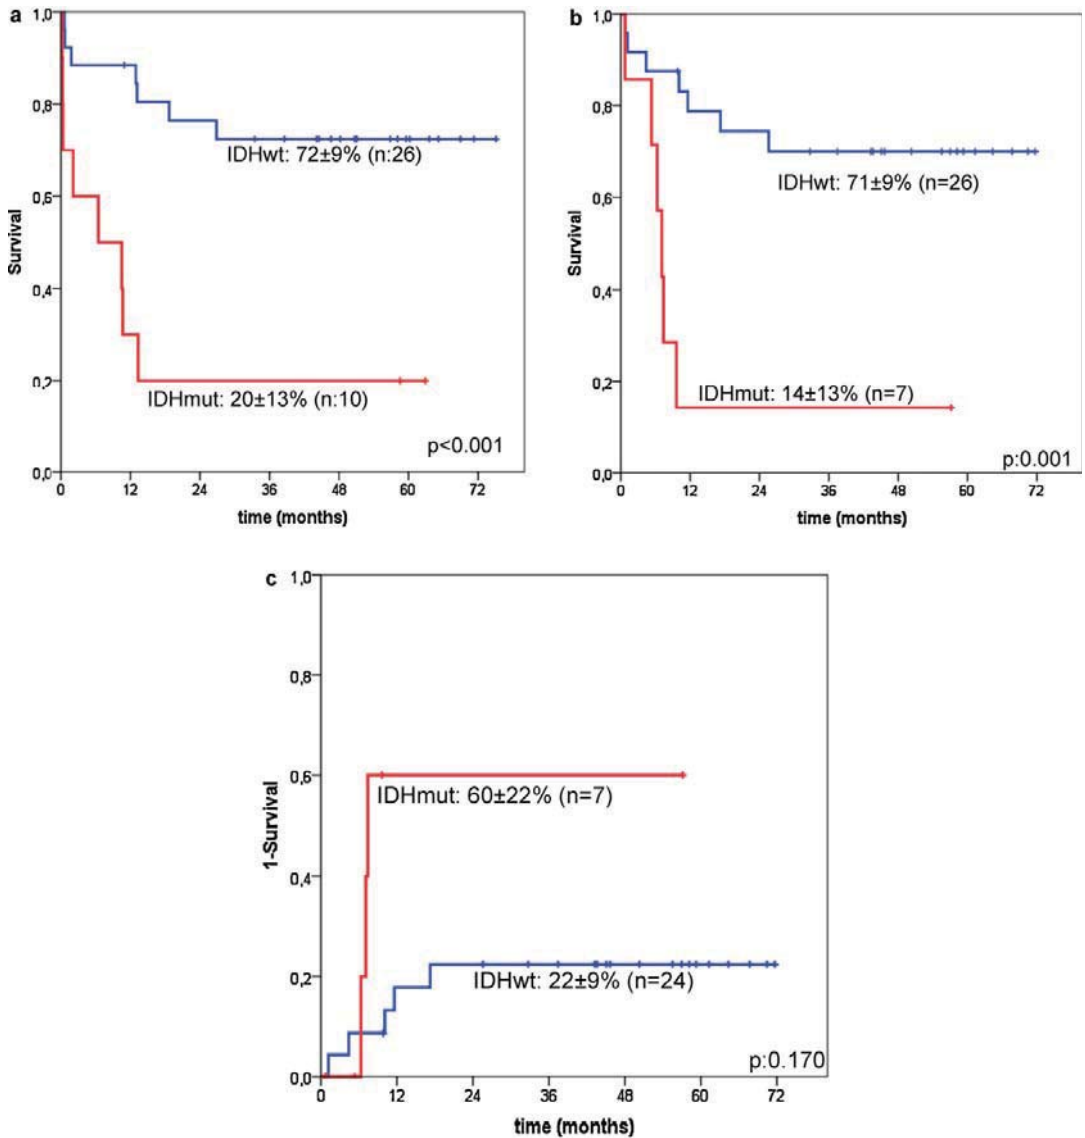 a
1,0
0,8
0,6
0,4
0,2
0,0
Survival
IDHwt: 72±9% (n:26)
IDHmut: 20±13% (n:10)
p<0.001
0 12 24 36 48 60 72
time (months)
b
1,0
0,8
0,6
0,4
0,2
0,0
Survival
IDHwt: 71±9% (n=26)
IDHmut: 14±13% (n=7)
p:0.001
0 12 24 36 48 60 72
time (months)
c
1,0
0,8
0,6
0,4
0,2
0,0
1-Survival
IDHmut: 60±22% (n=7)
IDHwt: 22±9% (n=24)
p:0.170
0 12 24 36 48 60 72
time (months)